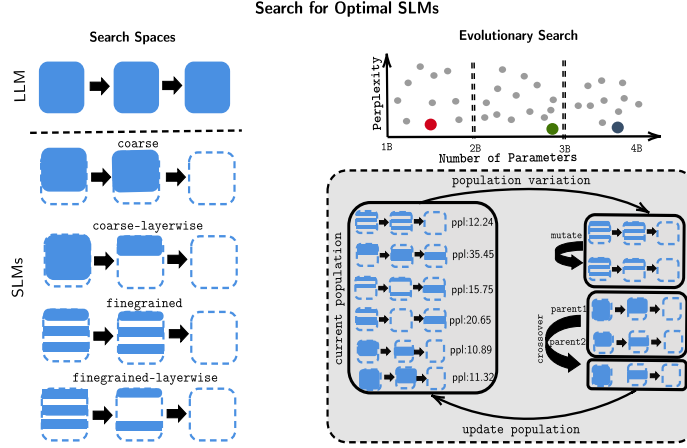 Search for Optimal SLMs
Search Spaces
LLM
SLMs
coarse
coarse-layerwise
finegrained
finegrained-layerwise
Evolutionary Search
Perplexity
1B 2B 3B 4B
Number of Parameters
population variation
current population
ppl:12.24
ppl:35.45
ppl:15.75
ppl:20.65
ppl:10.89
ppl:11.32
mutate
crossover
parent1
parent2
update population